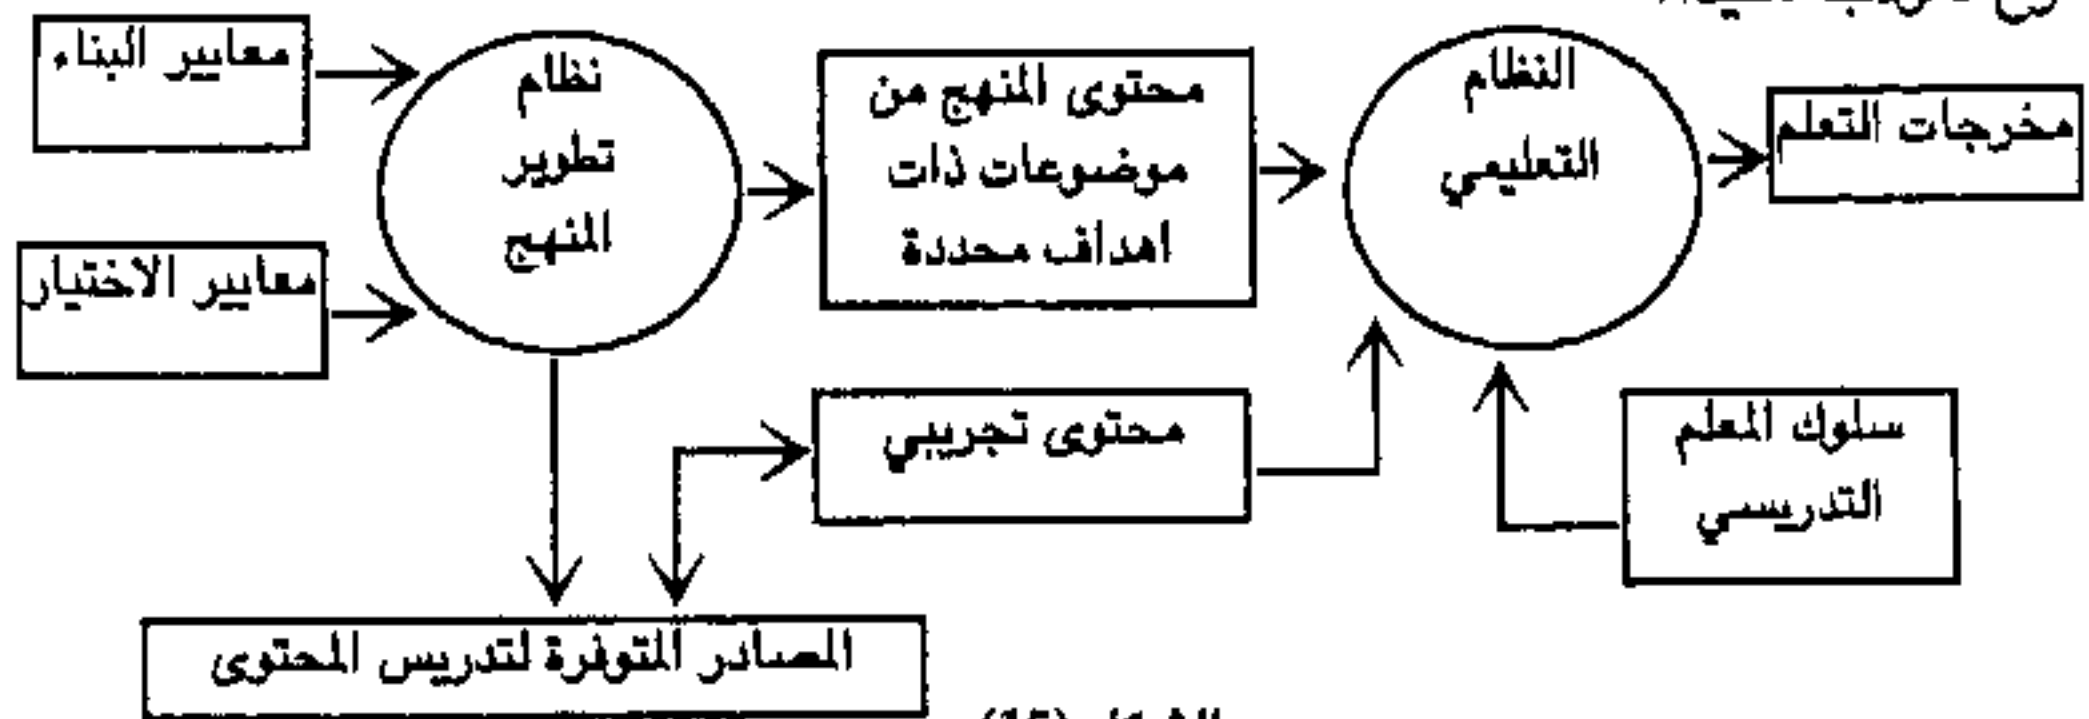 معايير البناء
نظام
تطوير
المنهج
معايير الاختيار
محتوى المنهج من
موضوعات ذات
اهداف محددة
النظام
التعليمي
مخرجات التعلم
محتوى تجريبي
سلوك المعلم
التدريسي
المصادر المتوفرة لتدريس المحتوى